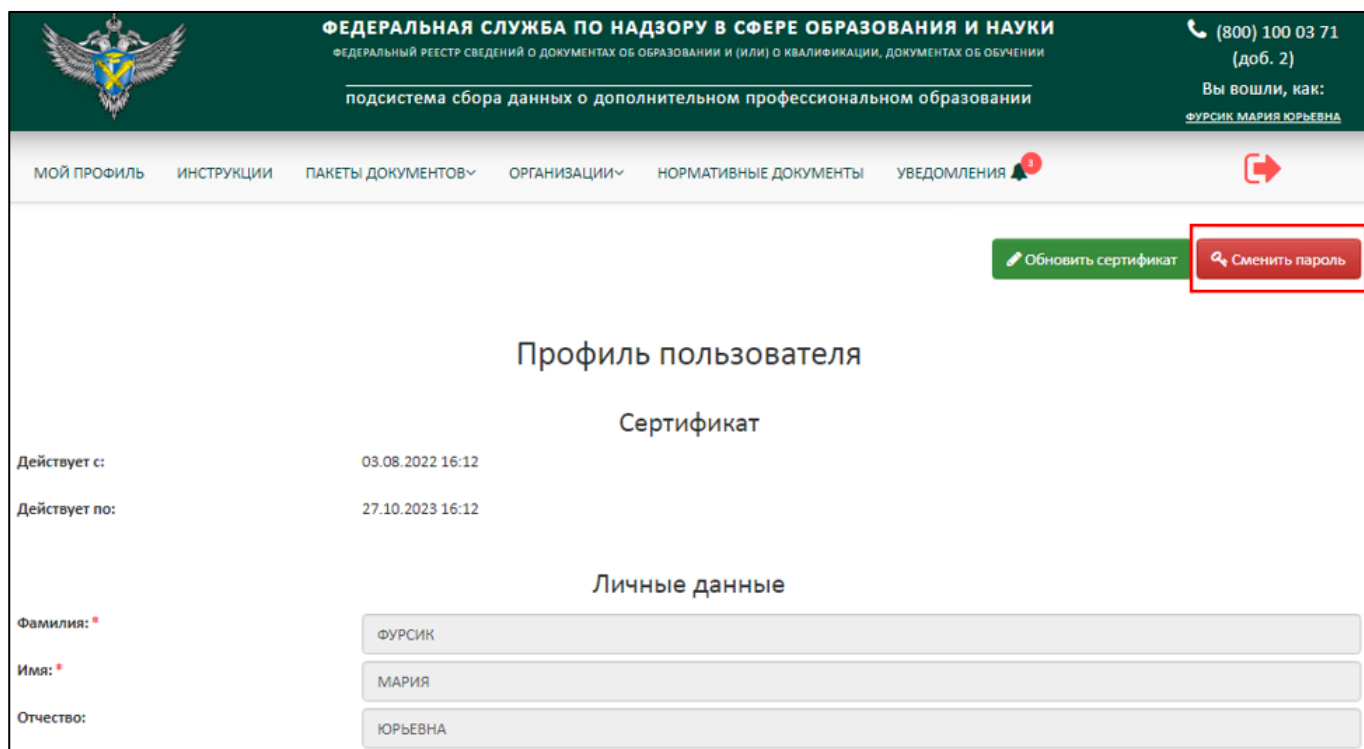 ФЕДЕРАЛЬНАЯ СЛУЖБА ПО НАДЗОРУ В СФЕРЕ ОБРАЗОВАНИЯ И НАУКИ
ФЕДЕРАЛЬНЫЙ РЕЕСТР СВЕДЕНИЙ О ДОКУМЕНТАХ ОБ ОБРАЗОВАНИИ И (ИЛИ) О КВАЛИФИКАЦИИ, ДОКУМЕНТАХ ОБ ОБУЧЕНИИ
подсистема сбора данных о дополнительном профессиональном образовании
(800) 100 03 71
(доб. 2)
Вы вошли, как:
ФУРСИК МАРИЯ ЮРЬЕВНА
МОЙ ПРОФИЛЬ ИНСТРУКЦИИ ПАКЕТЫ ДОКУМЕНТОВ ОРГАНИЗАЦИИ НОРМАТИВНЫЕ ДОКУМЕНТЫ УВЕДОМЛЕНИЯ 3
Обновить сертификат Сменить пароль
Профиль пользователя
Сертификат
Действует с: 03.08.2022 16:12
Действует по: 27.10.2023 16:12
Личные данные
Фамилия: * ФУРСИК
Имя: * МАРИЯ
Отчество: ЮРЬЕВНА